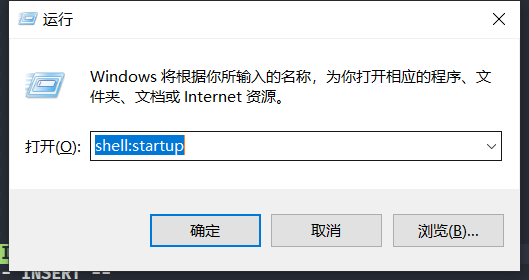 运行
Windows 将根据你所输入的名称，为你打开相应的程序、文
件夹、文档或 Internet 资源。
打开(O): shell:startup
确定 取消 浏览(B)...
- INSERT --